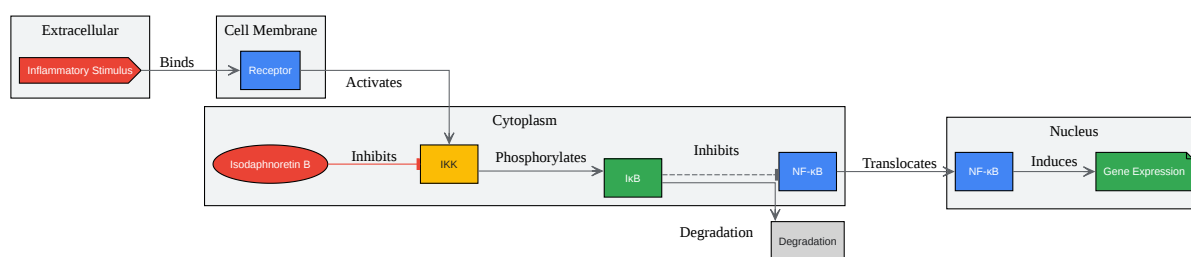 Extracellular
Inflammatory Stimulus
Binds
Cell Membrane
Receptor
Activates
Cytoplasm
Isodaphnoretin B
Inhibits
IKK
Phosphorylates
IκB
Inhibits
NF-κB
Degradation
Degradation
Translocates
Nucleus
NF-κB
Induces
Gene Expression